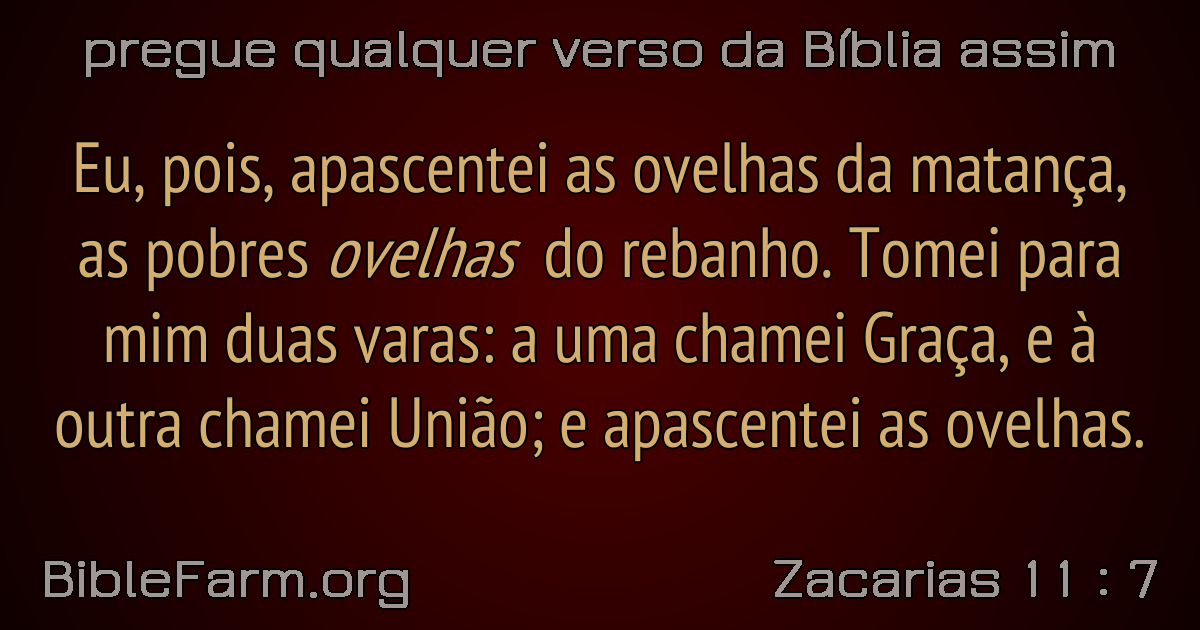 pregue qualquer verso da Bíblia assim
Eu, pois, apascentei as ovelhas da matança,
as pobres ovelhas do rebanho. Tomei para
mim duas varas: a uma chamei Graça, e à
outra chamei União; e apascentei as ovelhas.
BibleFarm.org
Zacarias 11 : 7